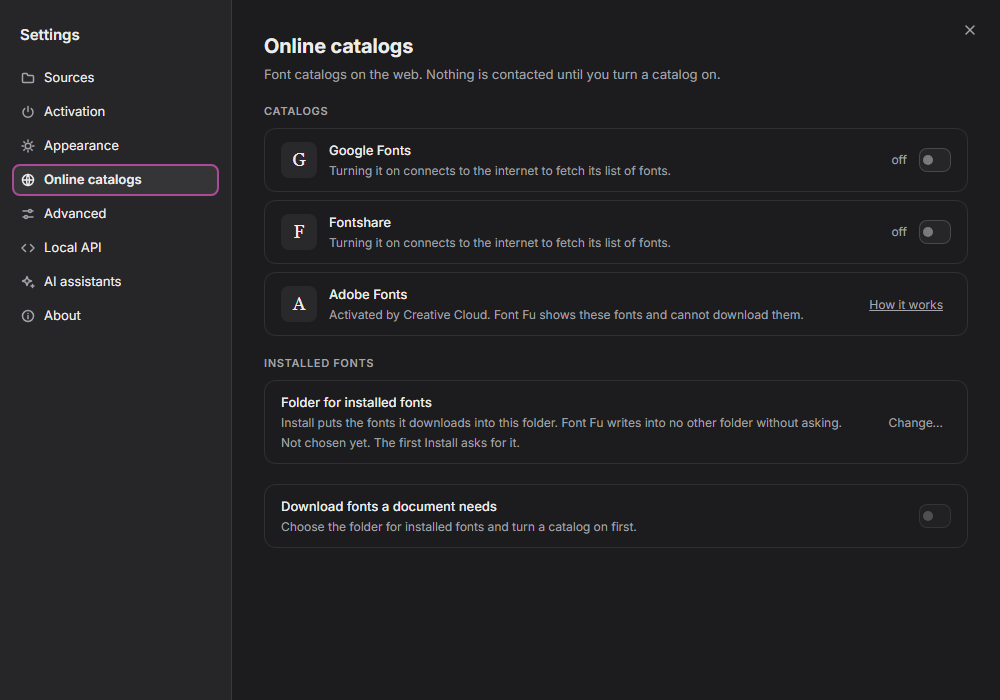 Settings
Sources
Activation
Appearance
Online catalogs
Advanced
Local API
AI assistants
About
Online catalogs
Font catalogs on the web. Nothing is contacted until you turn a catalog on.
CATALOGS
G
Google Fonts
Turning it on connects to the internet to fetch its list of fonts.
off
F
Fontshare
Turning it on connects to the internet to fetch its list of fonts.
off
A
Adobe Fonts
Activated by Creative Cloud. Font Fu shows these fonts and cannot download them.
How it works
INSTALLED FONTS
Folder for installed fonts
Install puts the fonts it downloads into this folder. Font Fu writes into no other folder without asking.
Not chosen yet. The first Install asks for it.
Change...
Download fonts a document needs
Choose the folder for installed fonts and turn a catalog on first.